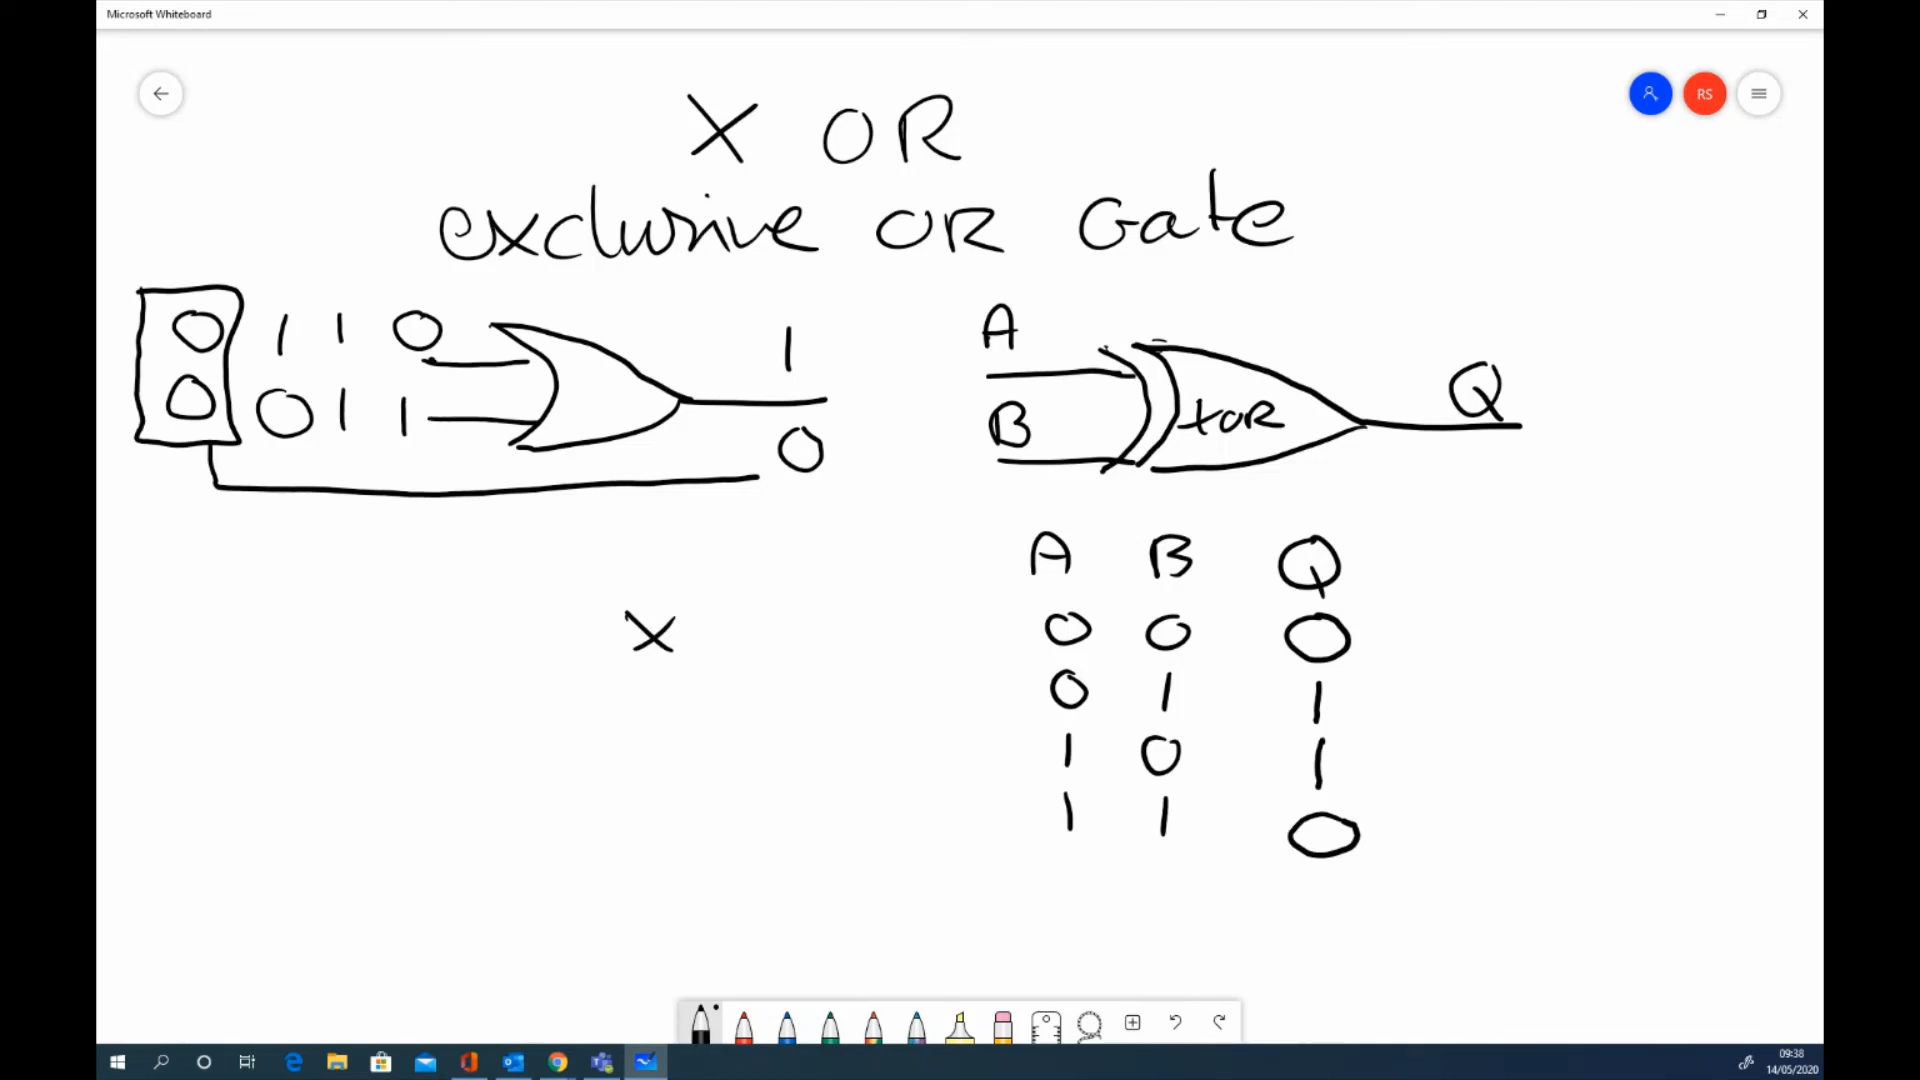 Microsoft Whiteboard
RS
X OR
exclusive OR Gate
0 1 1 0
0 0 1 1
1
0
A
B
XOR
Q
X
A B Q
0 0 0
0 1 1
1 0 1
1 1 0
09:38
14/05/2020